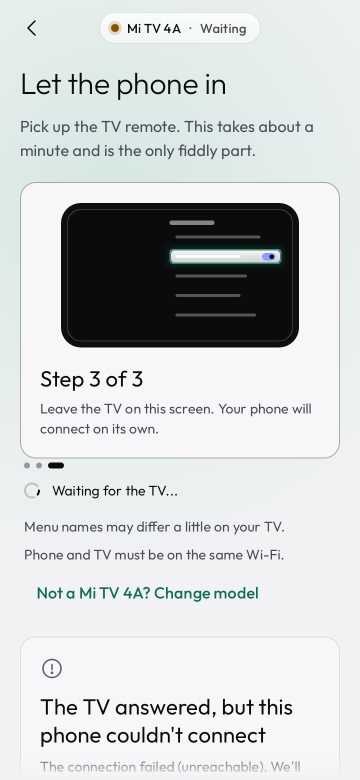 Mi TV 4A · Waiting
Let the phone in
Pick up the TV remote. This takes about a
minute and is the only fiddly part.
Step 3 of 3
Leave the TV on this screen. Your phone will
connect on its own.
Waiting for the TV...
Menu names may differ a little on your TV.
Phone and TV must be on the same Wi-Fi.
Not a Mi TV 4A? Change model
The TV answered, but this
phone couldn't connect
The connection failed (unreachable). We'll